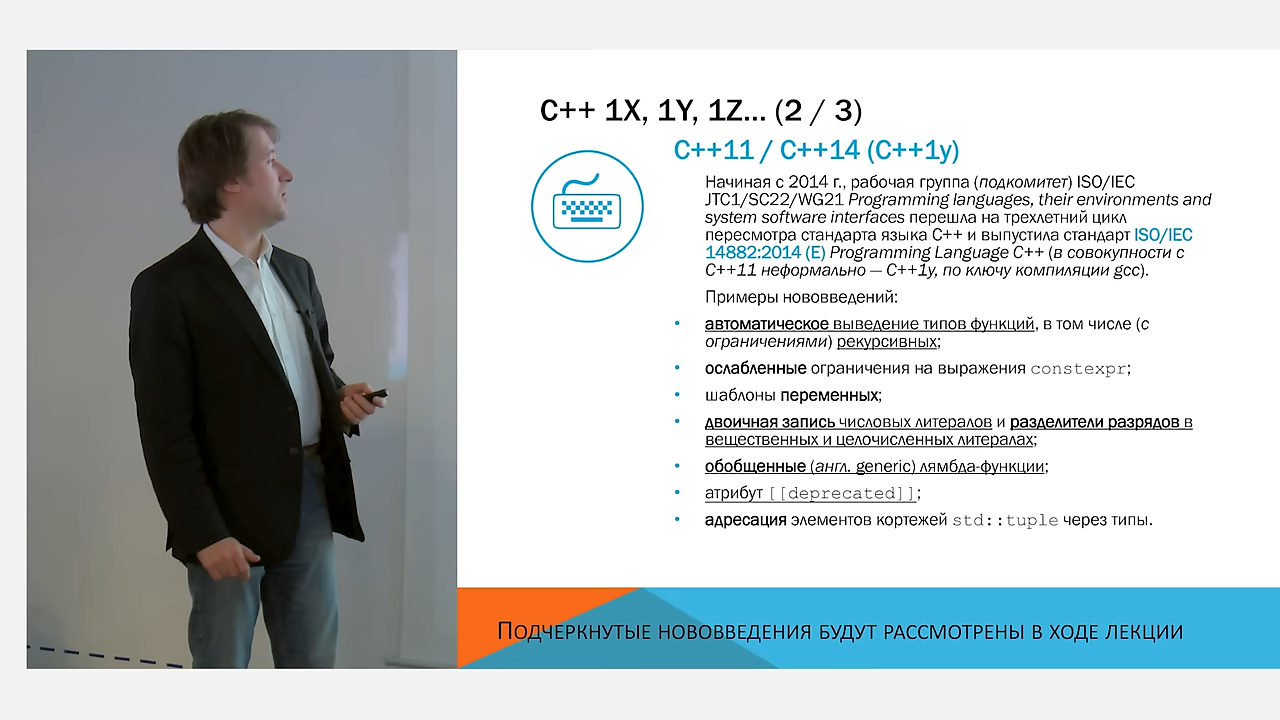 C++ 1X, 1Y, 1Z... (2 / 3)
C++11 / C++14 (C++1y)
Начиная с 2014 г., рабочая группа (подкомитет) ISO/IEC
JTC1/SC22/WG21 Programming languages, their environments and
system software interfaces перешла на трехлетний цикл
пересмотра стандарта языка C++ и выпустила стандарт ISO/IEC
14882:2014 (E) Programming Language C++ (в совокупности с
C++11 неформально — C++1y, по ключу компиляции gcc).
Примеры нововведений:
• автоматическое выведение типов функций, в том числе (с
ограничениями) рекурсивных;
• ослабленные ограничения на выражения constexpr;
• шаблоны переменных;
• двоичная запись числовых литералов и разделители разрядов в
вещественных и целочисленных литералах;
• обобщенные (англ. generic) лямбда-функции;
• атрибут [[deprecated]];
• адресация элементов кортежей std::tuple через типы.
Подчеркнутые нововведения будут рассмотрены в ходе лекции